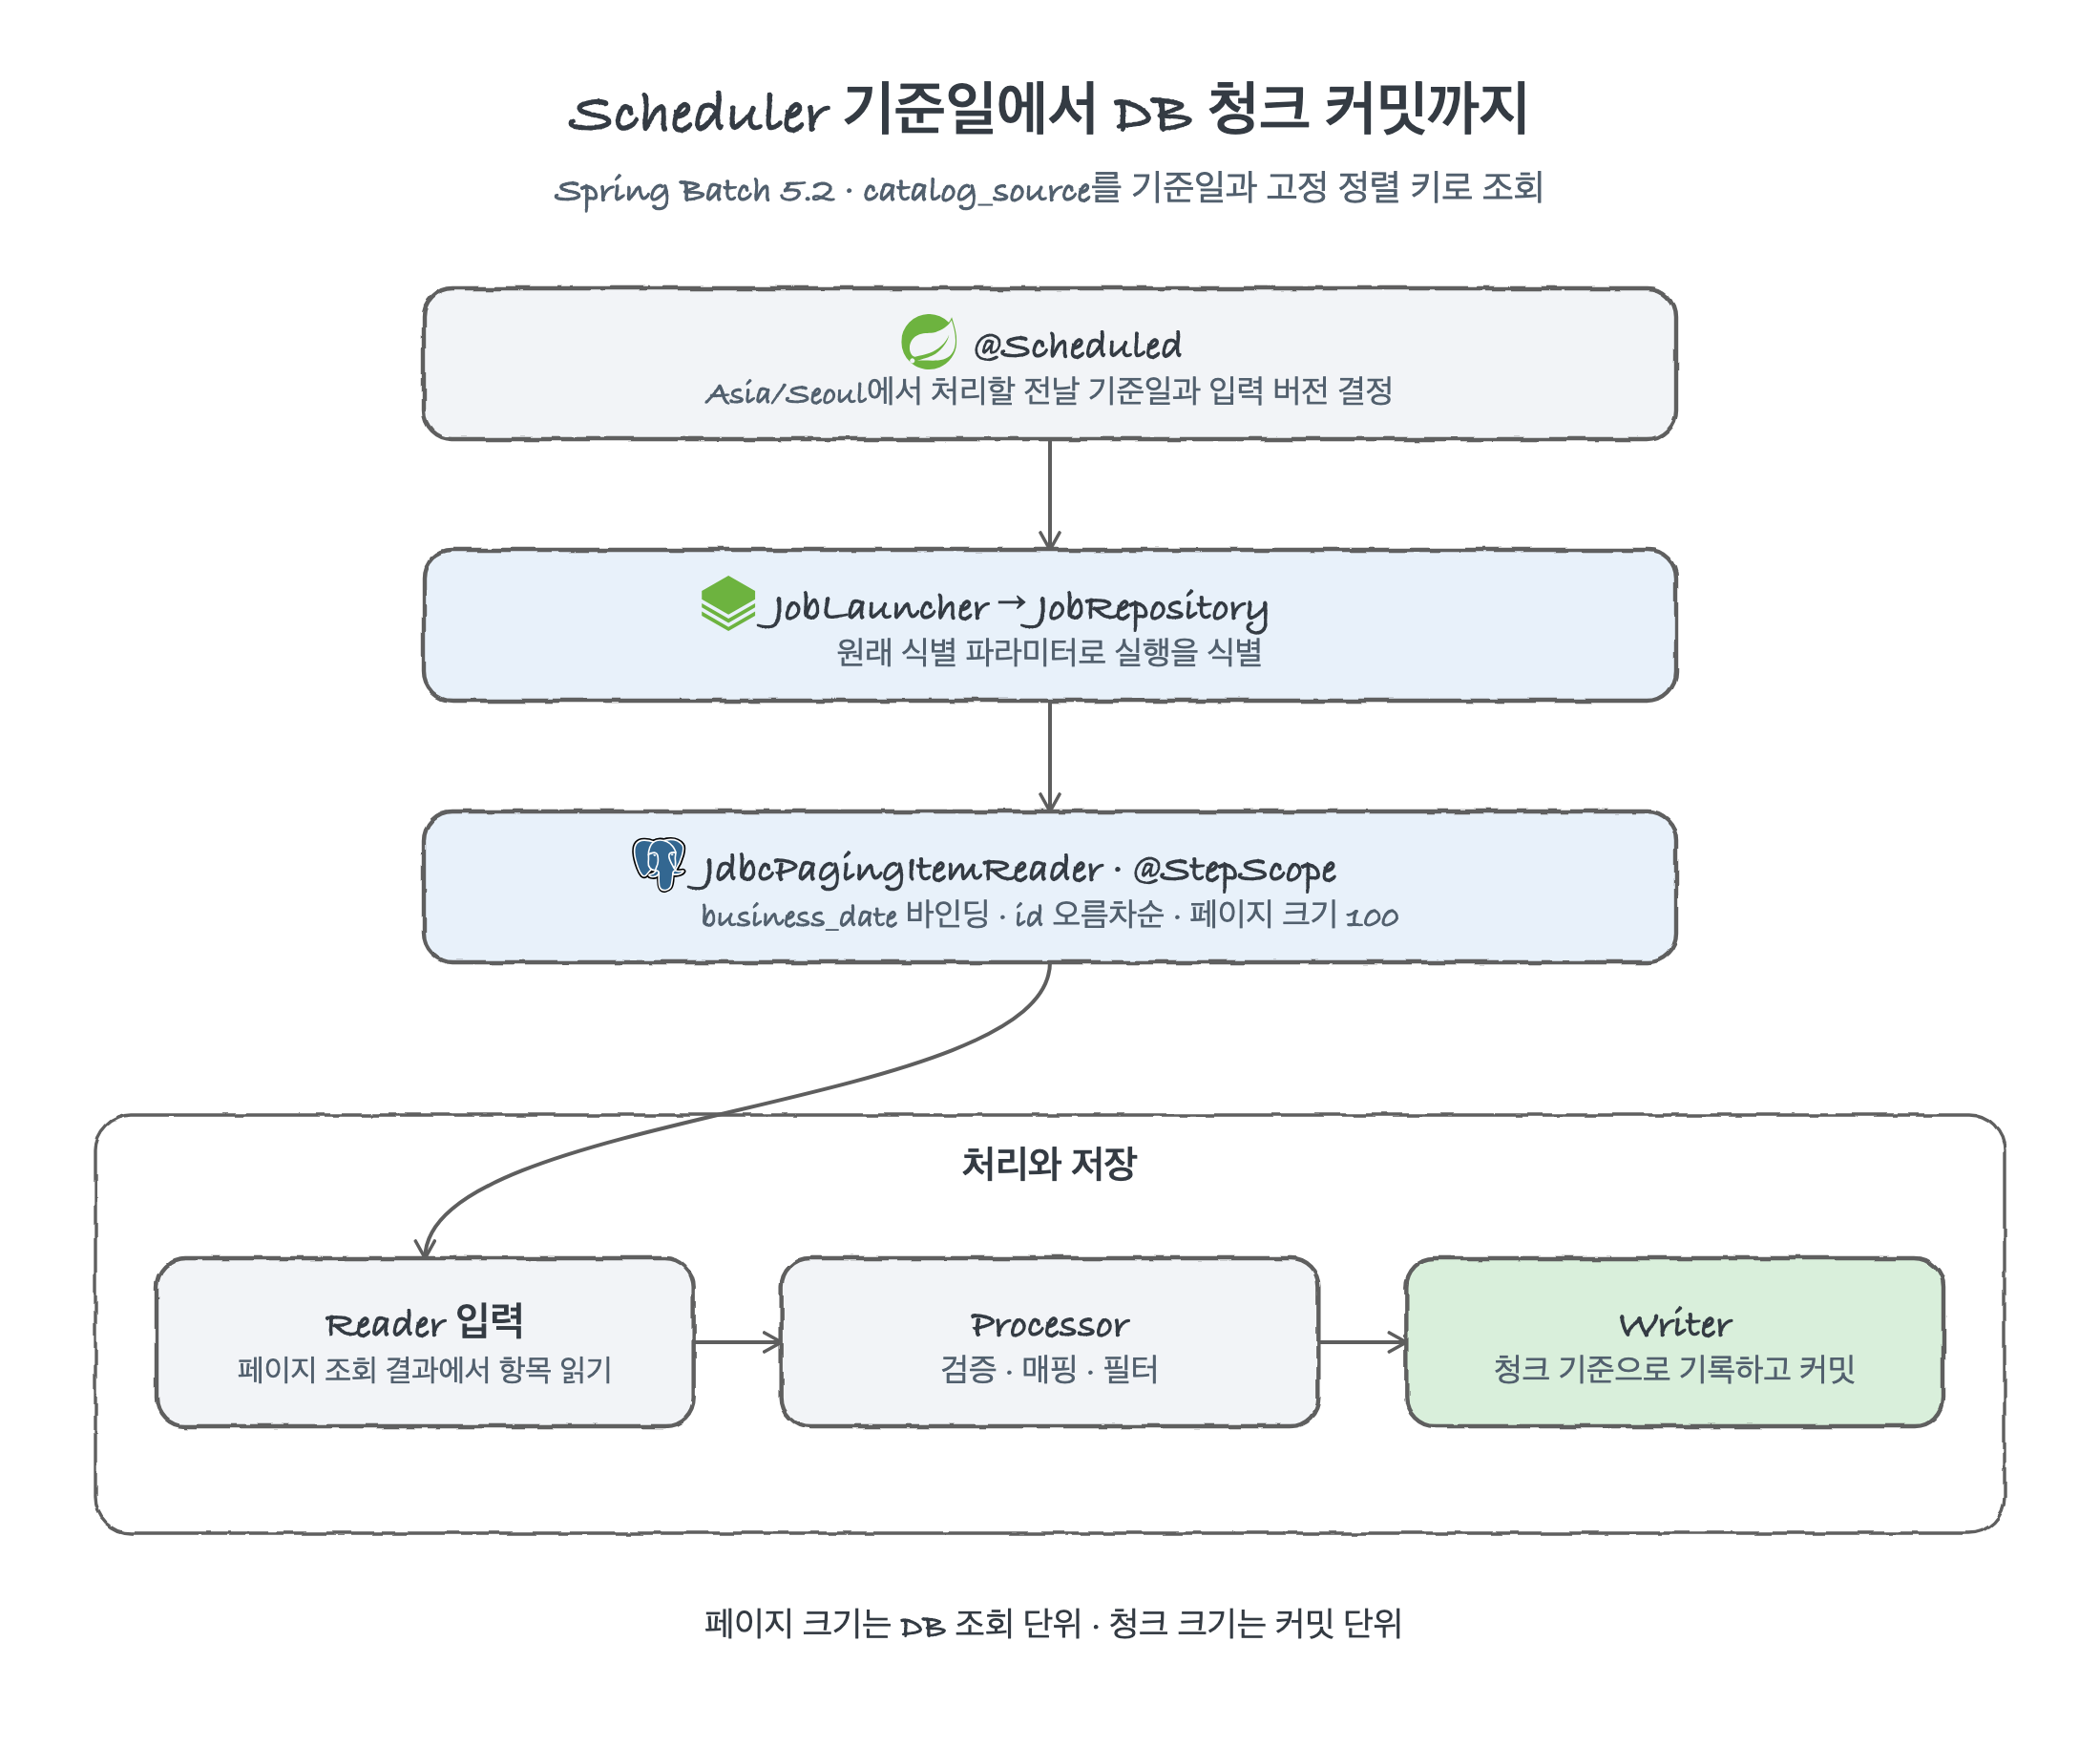 Scheduler 기준일에서 DB 청크 커밋까지
Spring Batch 5.2 · catalog_source를 기준일과 고정 정렬 키로 조회
@Scheduled
Asia/Seoul에서 처리할 전날 기준일과 입력 버전 결정
JobLauncher → JobRepository
원래 식별 파라미터로 실행을 식별
JdbcPagingItemReader · @StepScope
business_date 바인딩 · id 오름차순 · 페이지 크기 100
처리와 저장
Reader 입력
페이지 조회 결과에서 항목 읽기
Processor
검증 · 매핑 · 필터
Writer
청크 기준으로 기록하고 커밋
페이지 크기는 DB 조회 단위 · 청크 크기는 커밋 단위